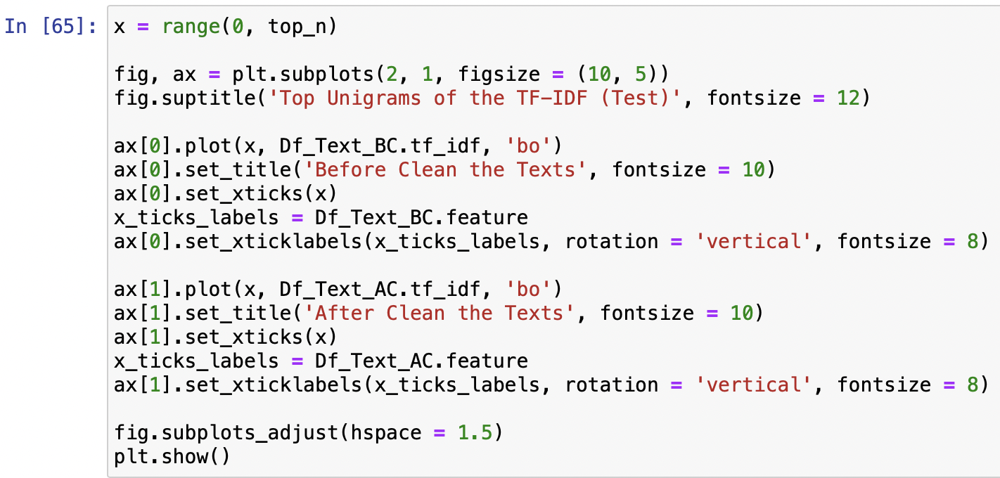 In [65]: x = range(0, top_n)
fig, ax = plt.subplots(2, 1, figsize = (10, 5))
fig.suptitle('Top Unigrams of the TF-IDF (Test)', fontsize = 12)
ax[0].plot(x, Df_Text_BC.tf_idf, 'bo')
ax[0].set_title('Before Clean the Texts', fontsize = 10)
ax[0].set_xticks(x)
x_ticks_labels = Df_Text_BC.feature
ax[0].set_xticklabels(x_ticks_labels, rotation = 'vertical', fontsize = 8)
ax[1].plot(x, Df_Text_AC.tf_idf, 'bo')
ax[1].set_title('After Clean the Texts', fontsize = 10)
ax[1].set_xticks(x)
x_ticks_labels = Df_Text_AC.feature
ax[1].set_xticklabels(x_ticks_labels, rotation = 'vertical', fontsize = 8)
fig.subplots_adjust(hspace = 1.5)
plt.show()